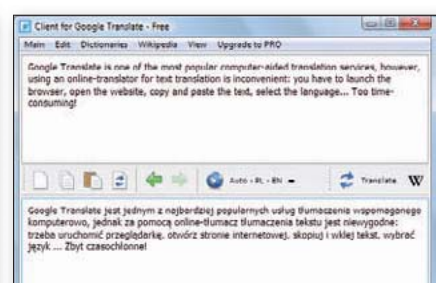 Client for Google Translate - Free
Main Edit Dictionaries Wikipedia View Upgrade to PRO
Google Translate is one of the most popular computer-aided translation services, however,
using an online-translator for text translation is inconvenient: you have to launch the
browser, open the website, copy and paste the text, select the language... Too time-
consuming!
Auto - PL - EN
Translate W
Google Translate jest jednym z najbardziej popularnych usług tłumaczenia wspomaganego
komputerowo, jednak za pomocą online-tłumacz tłumaczenia tekstu jest niewygodne:
trzeba uruchomić przeglądarkę, otwórz stronie internetowej, skopiuj i wklej tekst, wybrać
język ... Zbyt czasochłonne!